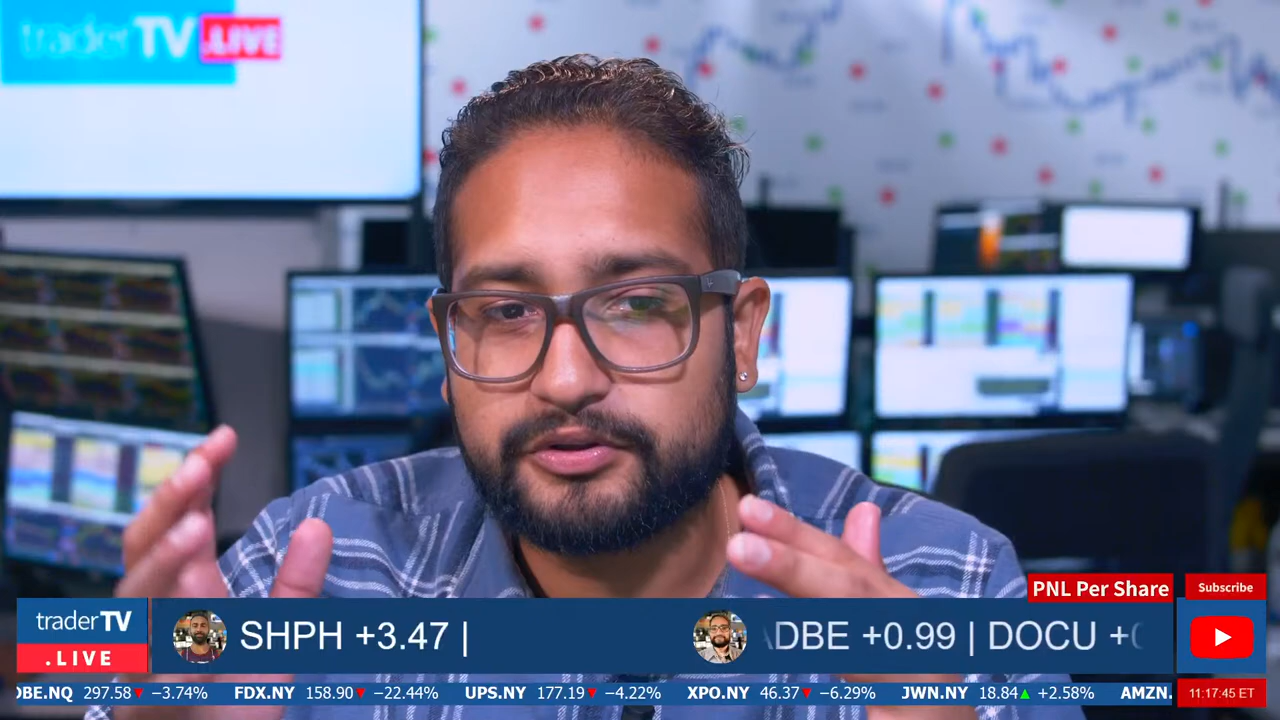 traderTV.LIVE
PNL Per Share
Subscribe
traderTV
.LIVE
SHPH +3.47 |
DBE +0.99 | DOCU +
BE.NQ 297.58 −3.74% FDX.NY 158.90 −22.44% UPS.NY 177.19 −4.22% XPO.NY 46.37 −6.29% JWN.NY 18.84 +2.58% AMZN.
11:17:45 ET